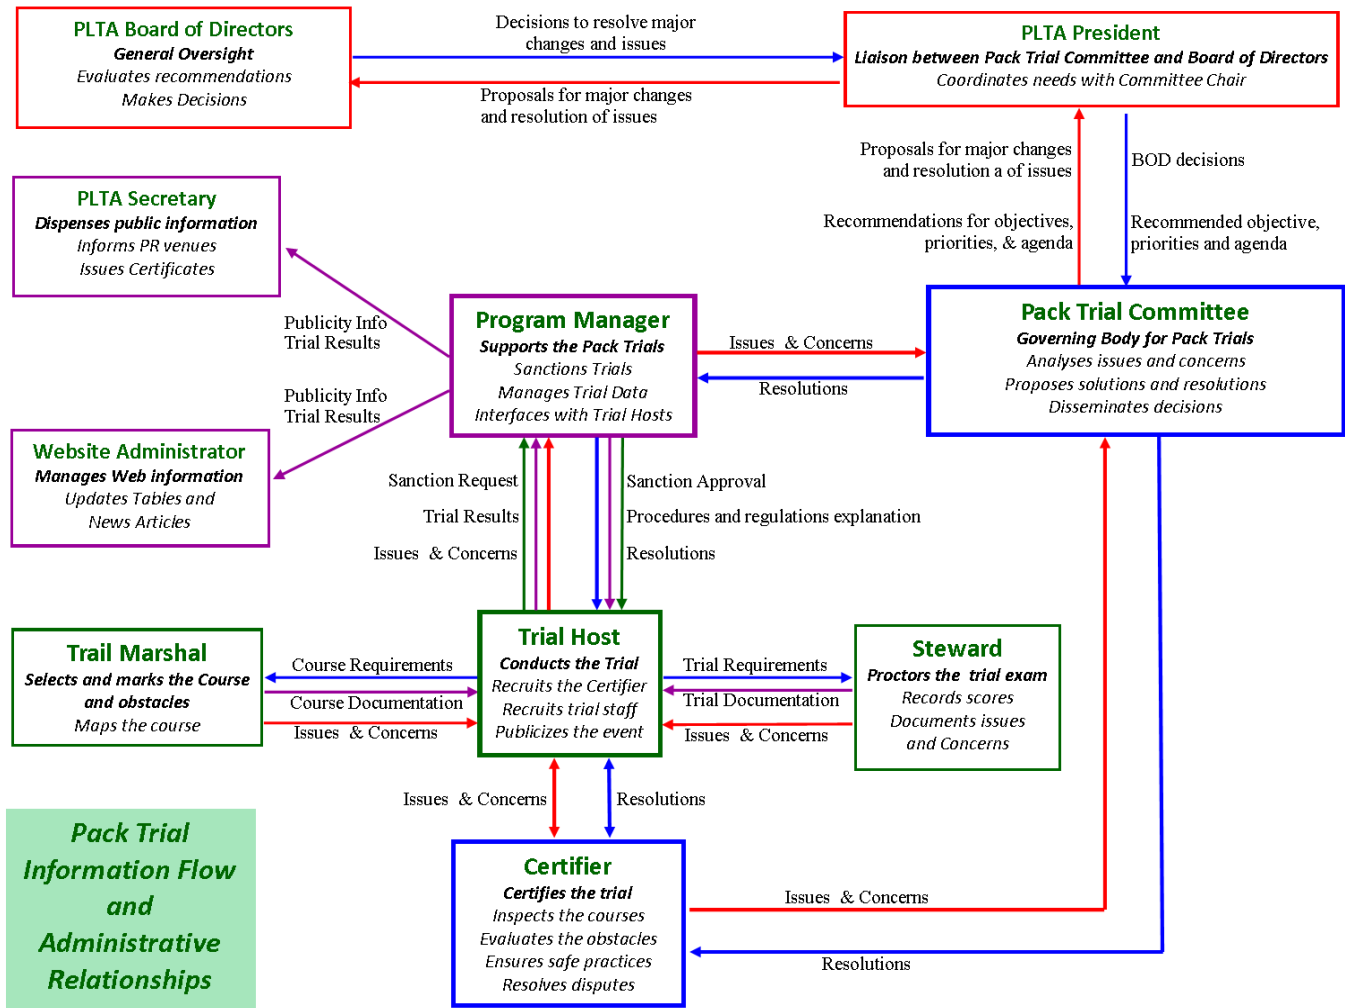 PLTA Board of Directors
General Oversight
Evaluates recommendations
Makes Decisions
Decisions to resolve major
changes and issues
Proposals for major changes
and resolution of issues
PLTA President
Liaison between Pack Trial Committee and Board of Directors
Coordinates needs with Committee Chair
Proposals for major changes
and resolution a of issues
Recommendations for objectives,
priorities, & agenda
BOD decisions
Recommended objective,
priorities and agenda
PLTA Secretary
Dispenses public information
Informs PR venues
Issues Certificates
Publicity Info
Trial Results
Program Manager
Supports the Pack Trials
Sanctions Trials
Manages Trial Data
Interfaces with Trial Hosts
Issues & Concerns
Resolutions
Pack Trial Committee
Governing Body for Pack Trials
Analyses issues and concerns
Proposes solutions and resolutions
Disseminates decisions
Publicity Info
Trial Results
Website Administrator
Manages Web information
Updates Tables and
News Articles
Sanction Request
Trial Results
Issues & Concerns
Sanction Approval
Procedures and regulations explanation
Resolutions
Trail Marshal
Selects and marks the Course
and obstacles
Maps the course
Course Requirements
Course Documentation
Issues & Concerns
Trial Host
Conducts the Trial
Recruits the Certifier
Recruits trial staff
Publicizes the event
Trial Requirements
Trial Documentation
Issues & Concerns
Steward
Proctors the trial exam
Records scores
Documents issues
and Concerns
Issues & Concerns
Resolutions
Certifier
Certifies the trial
Inspects the courses
Evaluates the obstacles
Ensures safe practices
Resolves disputes
Issues & Concerns
Resolutions
Pack Trial
Information Flow
and
Administrative
Relationships